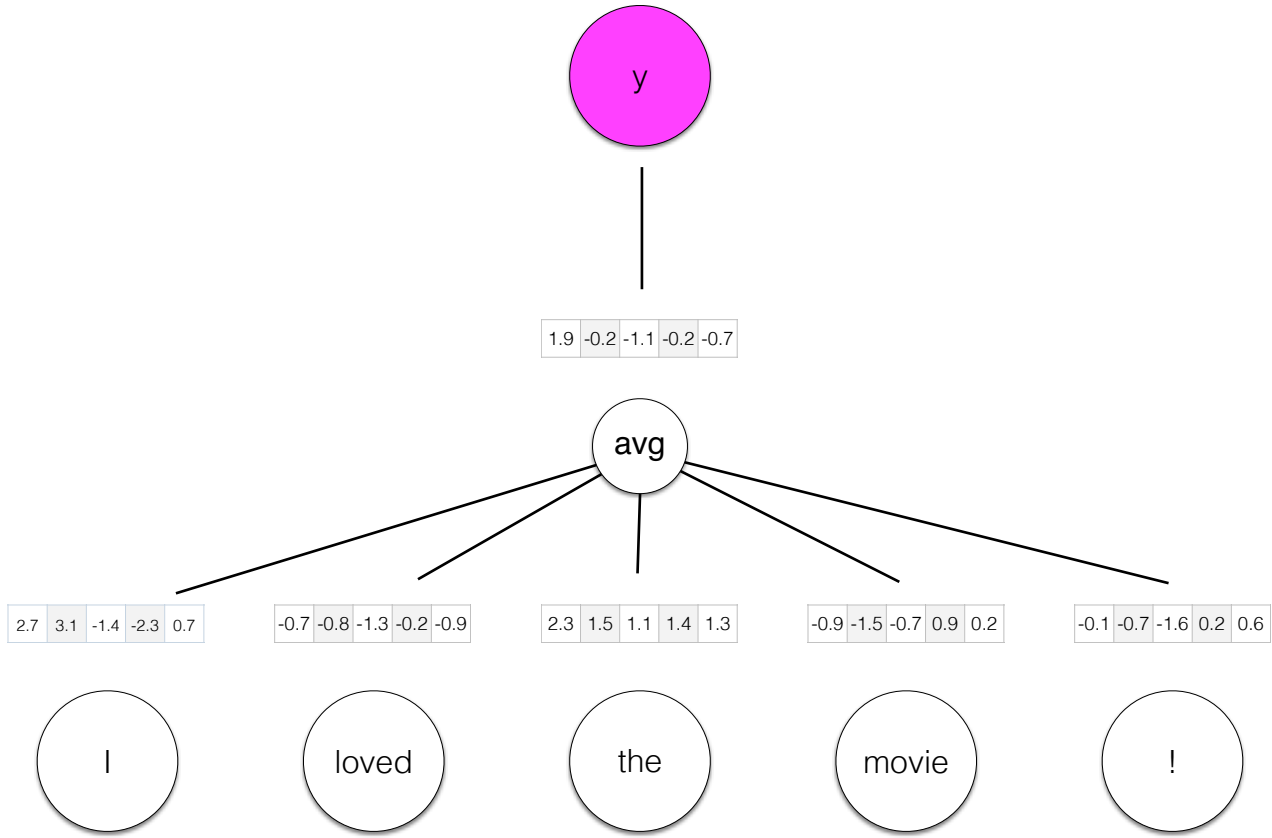 y
1.9 -0.2 -1.1 -0.2 -0.7
avg
2.7 3.1 -1.4 -2.3 0.7
-0.7 -0.8 -1.3 -0.2 -0.9
2.3 1.5 1.1 1.4 1.3
-0.9 -1.5 -0.7 0.9 0.2
-0.1 -0.7 -1.6 0.2 0.6
I
loved
the
movie
!